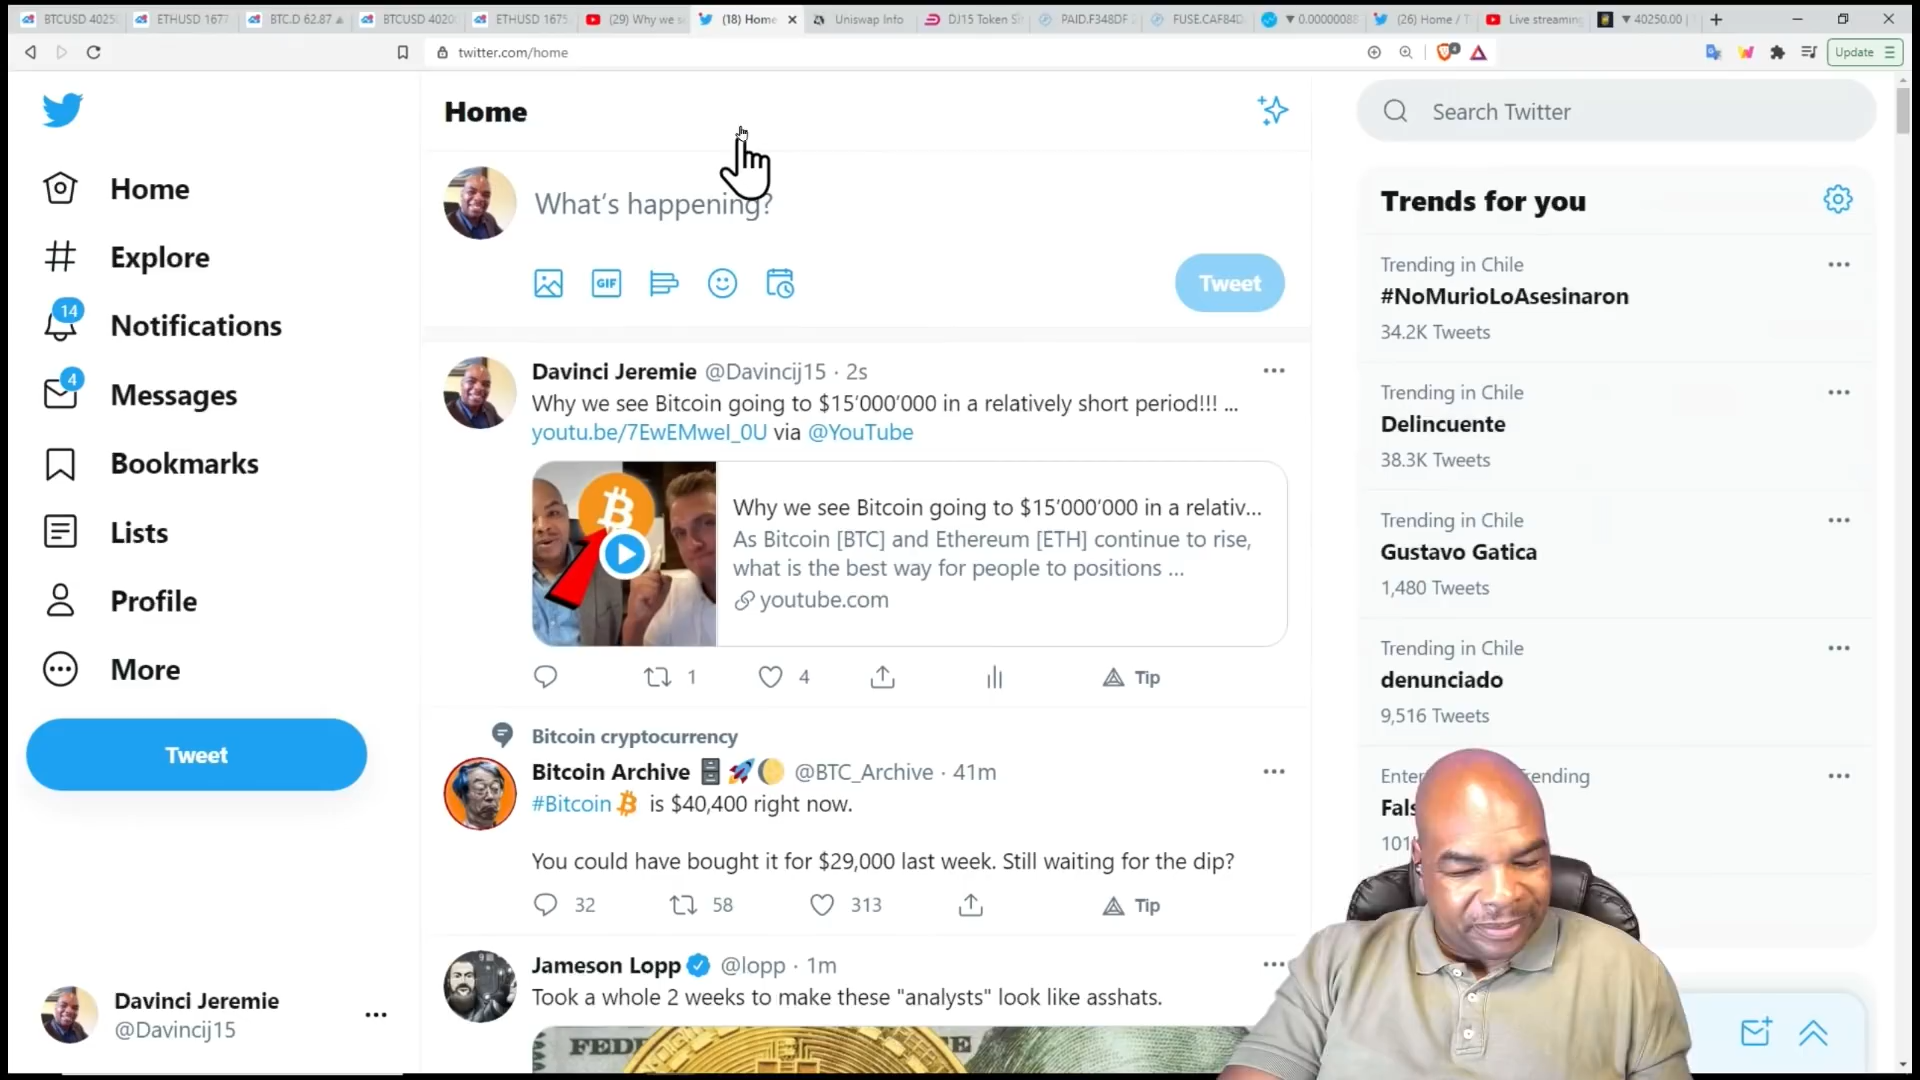 BTCUSD 4025
ETHUSD 1677
BTC.D 62.87
BTCUSD 4020
ETHUSD 1675
(29) Why we s
(18) Home
Uniswap Info
DJ15 Token S
PAID.F348DF
FUSE.CAF84D
▼ 0.0000008
(26) Home / T
Live streaming
▼ 40250.00 |
twitter.com/home
4
Update
Home
Explore
14
Notifications
4
Messages
Bookmarks
Lists
Profile
More
Tweet
Davinci Jeremie
@Davincij15
Home
What's happening?
GIF
Tweet
Davinci Jeremie @Davincij15 · 2s
Why we see Bitcoin going to $15'000'000 in a relatively short period!!! ...
youtu.be/7EwEMwel_0U via @YouTube
Why we see Bitcoin going to $15'000'000 in a relativ...
As Bitcoin [BTC] and Ethereum [ETH] continue to rise,
what is the best way for people to positions ...
youtube.com
1
4
Tip
Bitcoin cryptocurrency
Bitcoin Archive 🗄🚀🌔 @BTC_Archive · 41m
#Bitcoin is $40,400 right now.
You could have bought it for $29,000 last week. Still waiting for the dip?
32
58
313
Tip
Jameson Lopp @lopp · 1m
Took a whole 2 weeks to make these "analysts" look like asshats.
FED
Search Twitter
Trends for you
Trending in Chile
#NoMurioLoAsesinaron
34.2K Tweets
Trending in Chile
Delincuente
38.3K Tweets
Trending in Chile
Gustavo Gatica
1,480 Tweets
Trending in Chile
denunciado
9,516 Tweets